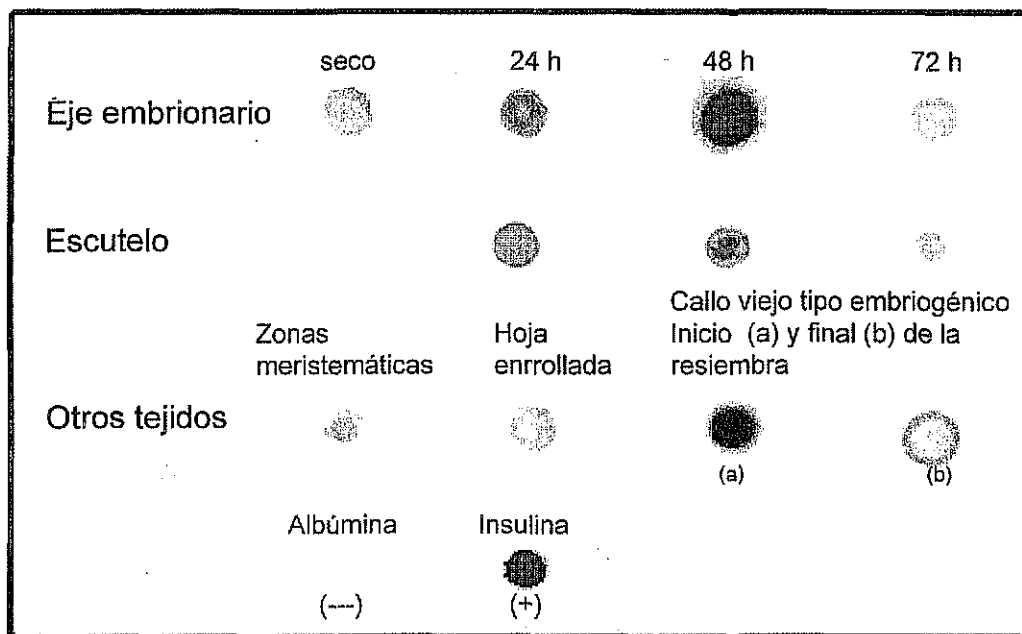 seco 24 h 48 h 72 h
Eje embrionario
Escutelo
Callo viejo tipo embriogénico
Zonas Hoja Inicio (a) y final (b) de la
meristemáticas enrrollada resiembra
Otros tejidos
(a) (b)
Albúmina Insulina
(---) (+)